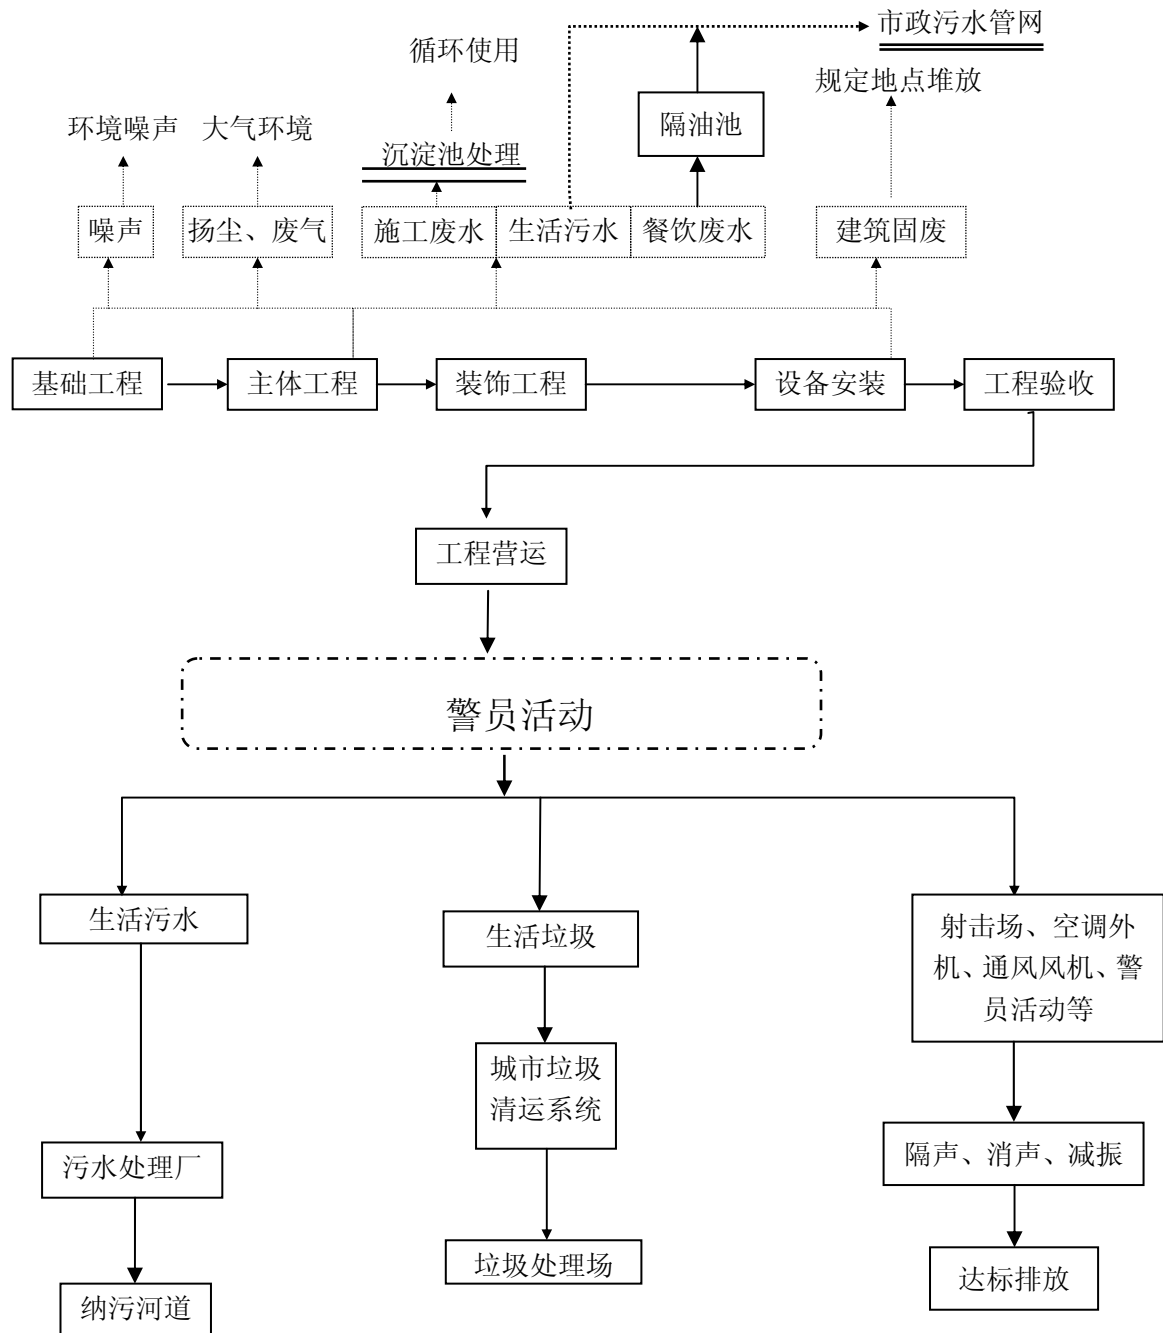 市政污水管网
循环使用
规定地点堆放
隔油池
环境噪声
大气环境
沉淀池处理
噪声
扬尘、废气
施工废水
生活污水
餐饮废水
建筑固废
基础工程
主体工程
装饰工程
设备安装
工程验收
工程营运
警员活动
生活污水
生活垃圾
射击场、空调外
机、通风风机、警
员活动等
城市垃圾
清运系统
污水处理厂
隔声、消声、减振
垃圾处理场
达标排放
纳污河道